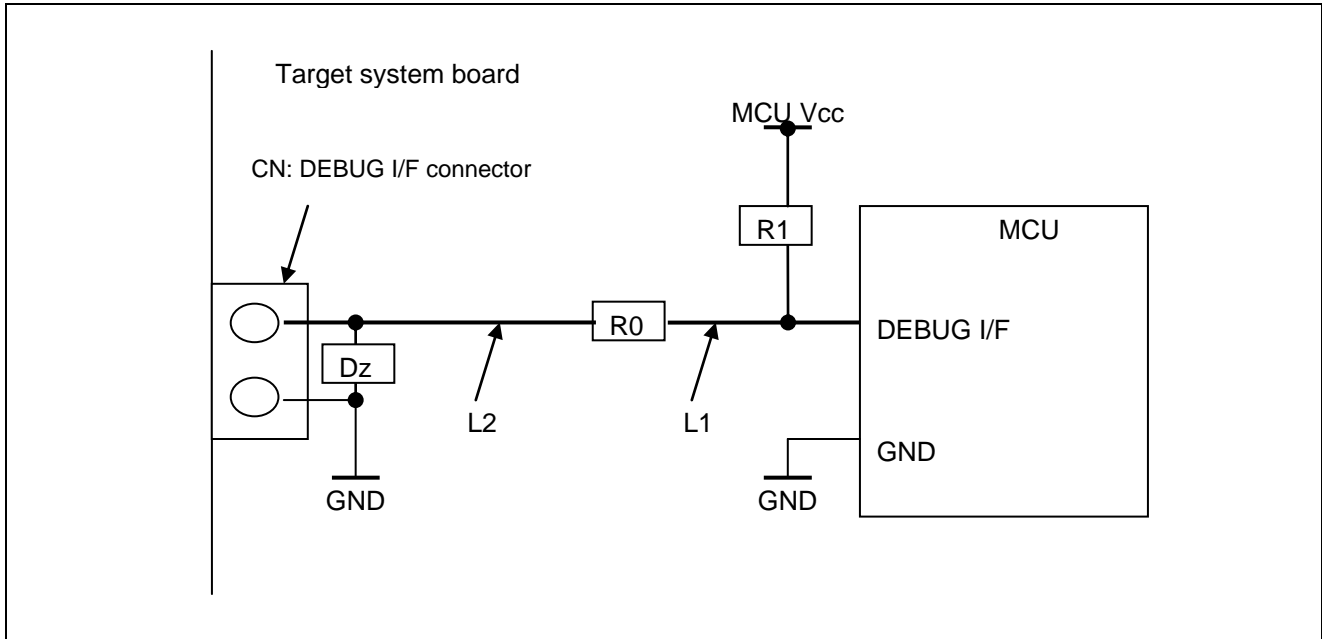 Target system board
MCU Vcc
CN: DEBUG I/F connector
R1
MCU
R0
DEBUG I/F
Dz
L2
L1
GND
GND
GND